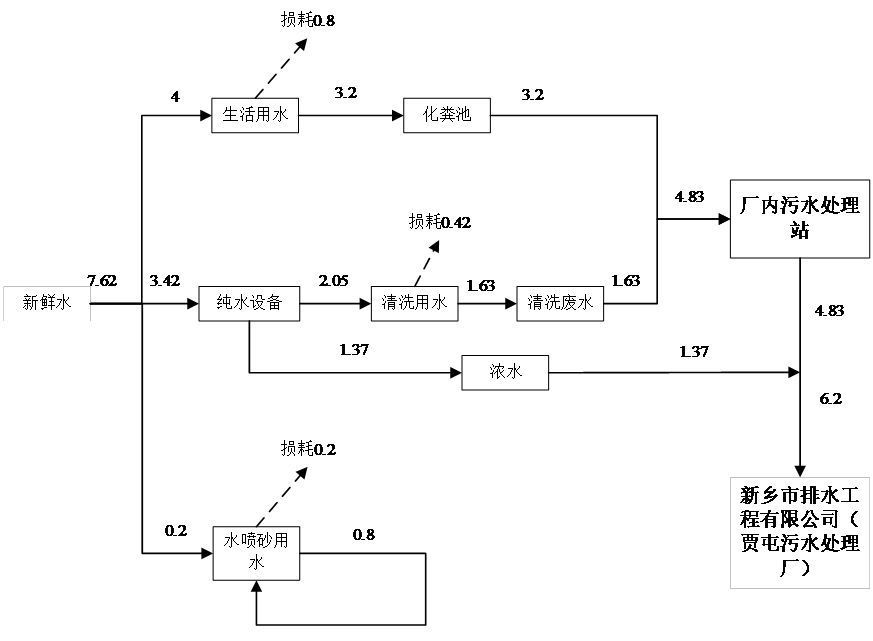 损耗0.8
4
生活用水
3.2
化粪池
3.2
4.83
厂内污水处理
站
损耗0.42
新鲜水
7.62
3.42
纯水设备
2.05
清洗用水
1.63
清洗废水
1.63
4.83
1.37
浓水
1.37
6.2
损耗0.2
0.2
水喷砂用
水
0.8
新乡市排水工
程有限公司（
贾屯污水处理
厂）